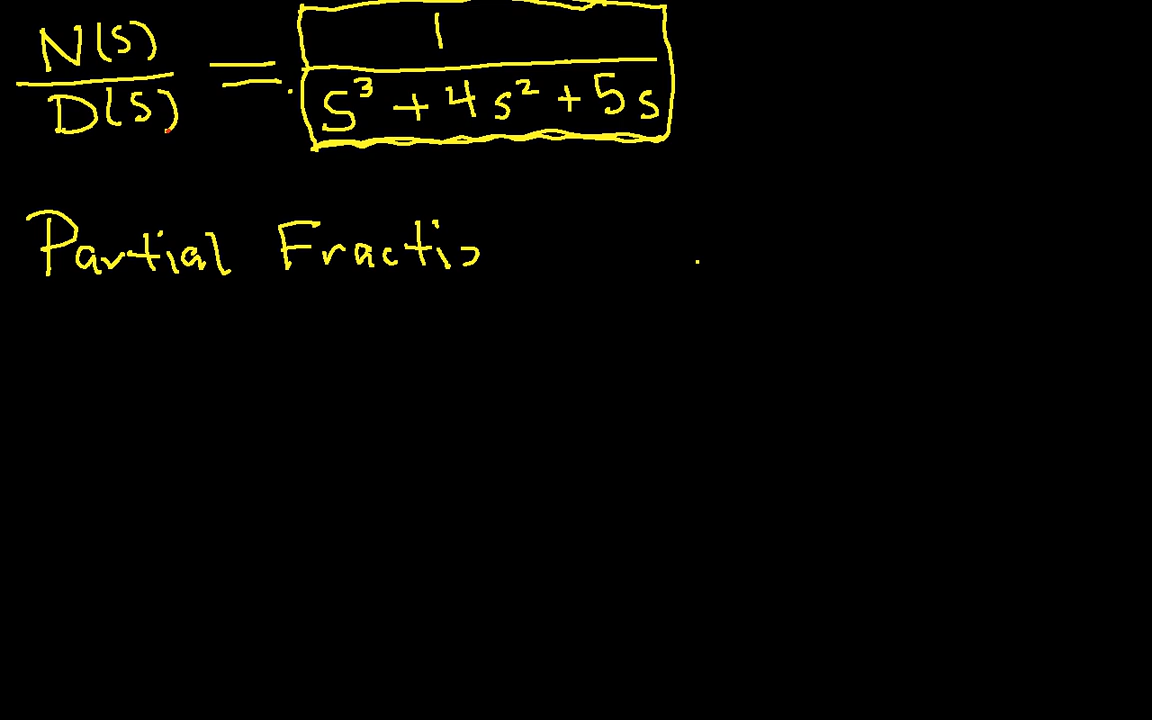 N(s) / D(s) = 1 / (s³ + 4s² + 5s)
Partial Fractio